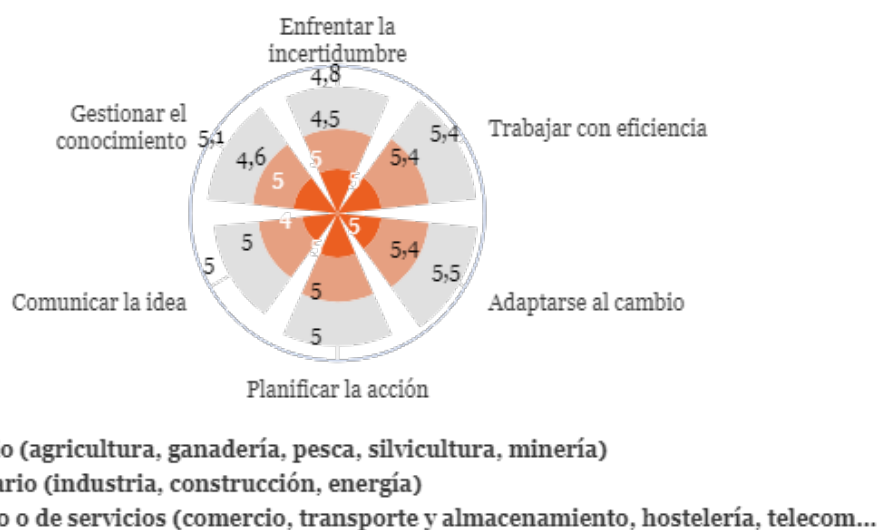 Enfrentar la
incertidumbre
4,8
Gestionar el
conocimiento
5,1
4,5
5,4
Trabajar con eficiencia
4,6
5
5,4
5
5
5
4
5
5
5,4
5
5,5
Comunicar la idea
5
5
Adaptarse al cambio
Planificar la acción
o (agricultura, ganadería, pesca, silvicultura, minería)
ario (industria, construcción, energía)
o o de servicios (comercio, transporte y almacenamiento, hostelería, telecom...